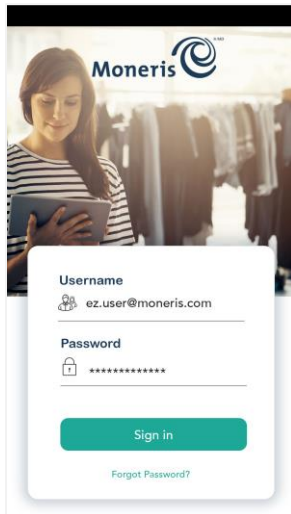 Moneris
Username
ez.user@moneris.com
Password
*************
Sign in
Forgot Password?